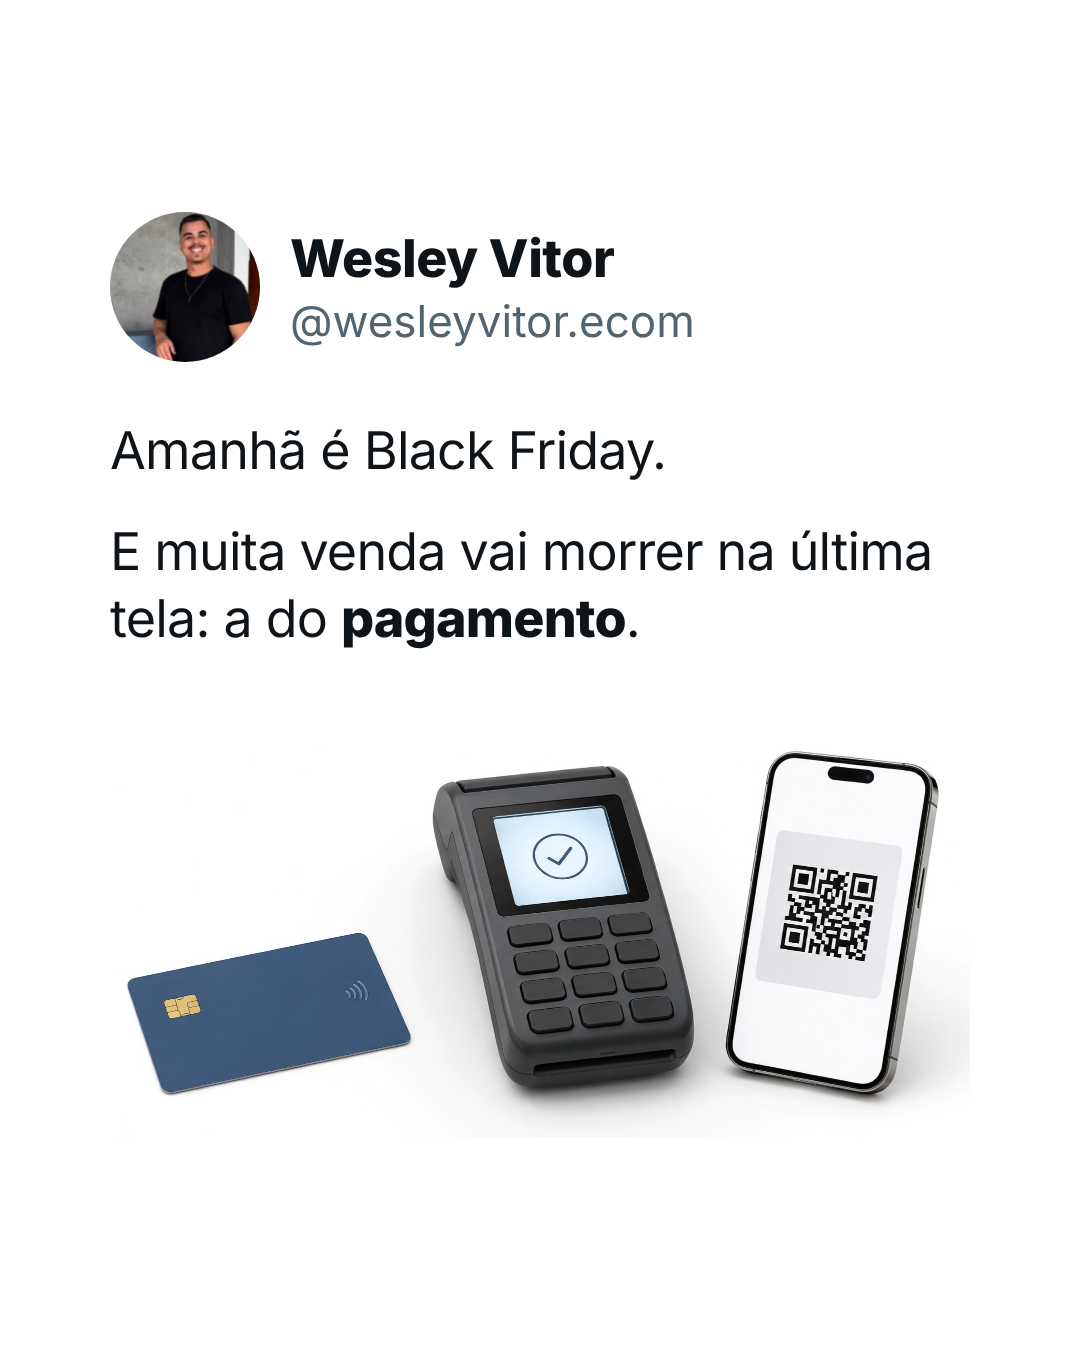 Wesley Vitor
@wesleyvitor.ecom
Amanhã é Black Friday.
E muita venda vai morrer na última
tela: a do pagamento.